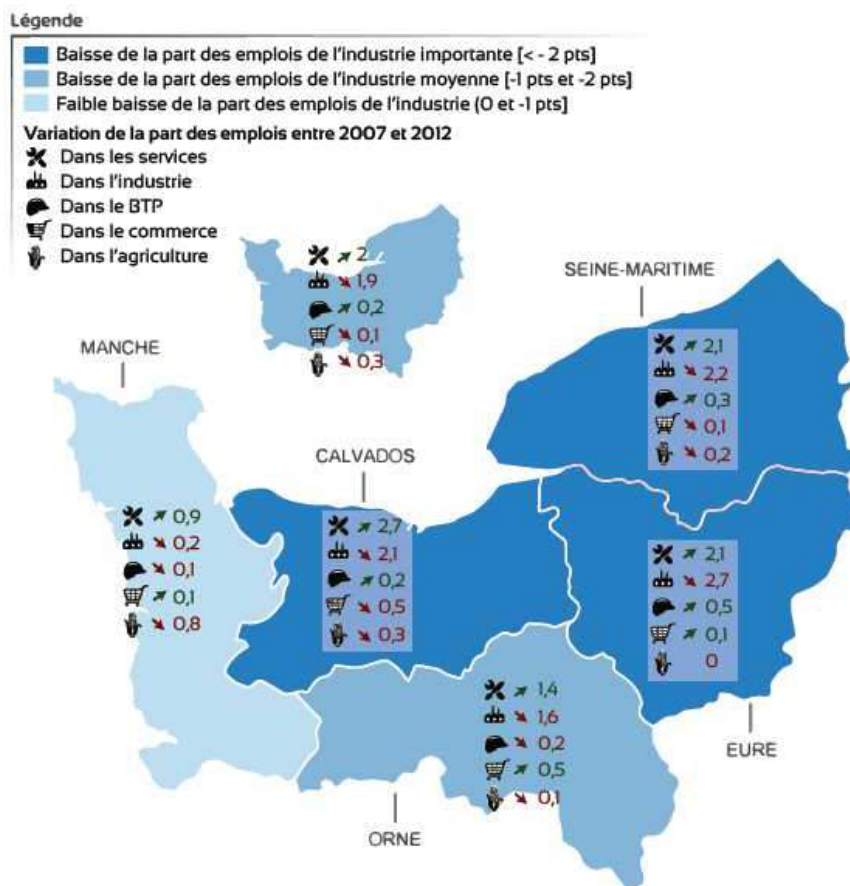 Légende
Baisse de la part des emplois de l'industrie importante [< - 2 pts]
Baisse de la part des emplois de l'industrie moyenne [-1 pts et -2 pts]
Faible baisse de la part des emplois de l'industrie (0 et -1 pts]
Variation de la part des emplois entre 2007 et 2012
Dans les services
Dans l'industrie
Dans le BTP
Dans le commerce
Dans l'agriculture
2
1,9
0,2
0,1
0,3
SEINE-MARITIME
2,1
2,2
0,3
0,1
0,2
MANCHE
0,9
0,2
0,1
0,1
0,8
CALVADOS
2,7
2,1
0,2
0,5
0,3
2,1
2,7
0,5
0,1
0
EURE
1,4
1,6
0,2
0,5
0,1
ORNE